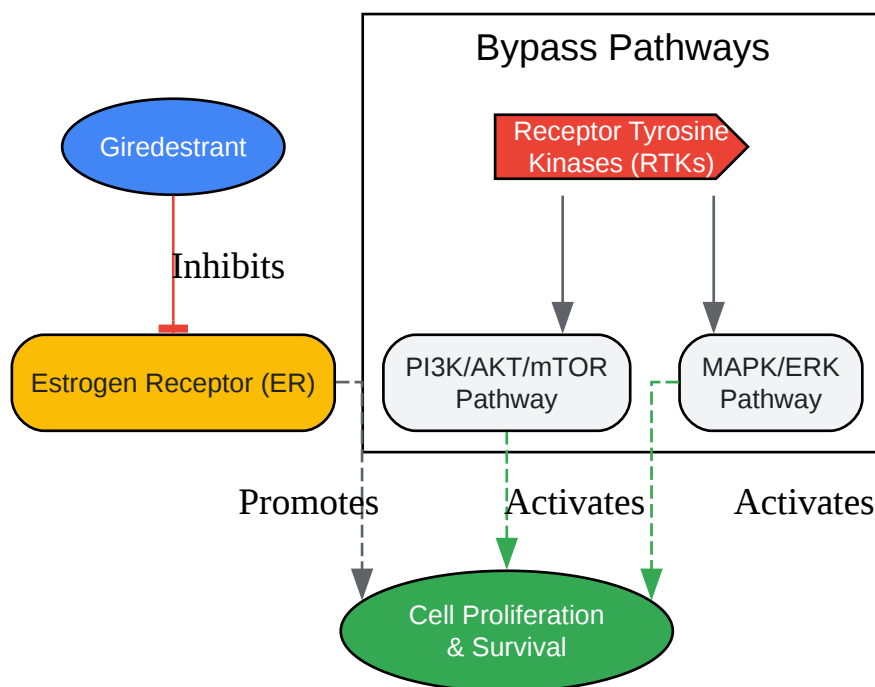 Bypass Pathways
Receptor Tyrosine
Kinases (RTKs)
Giredestrant
Inhibits
Estrogen Receptor (ER)
PI3K/AKT/mTOR
Pathway
MAPK/ERK
Pathway
Promotes
Activates
Activates
Cell Proliferation
& Survival